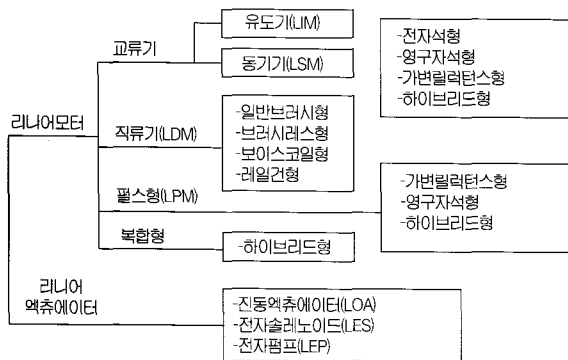 유도기(LIM)
교류기
동기기(LSM)
-전자석형
-영구자석형
-가변릴럭턴스형
-하이브리드형
리니어모터
직류기(LDM)
-일반브러시형
-브러시레스형
-보이스코일형
-레일건형
펄스형(LPM)
-가변릴럭턴스형
-영구자석형
-하이브리드형
복합형
-하이브리드형
리니어
엑츄에이터
-진동엑츄에이터(LOA)
-전자솔레노이드(LES)
-전자펌프(LEP)